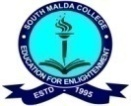 SOUTH MALDA COLLEGE
EDUCATION FOR ENLIGHTENMENT
ESTD 1995